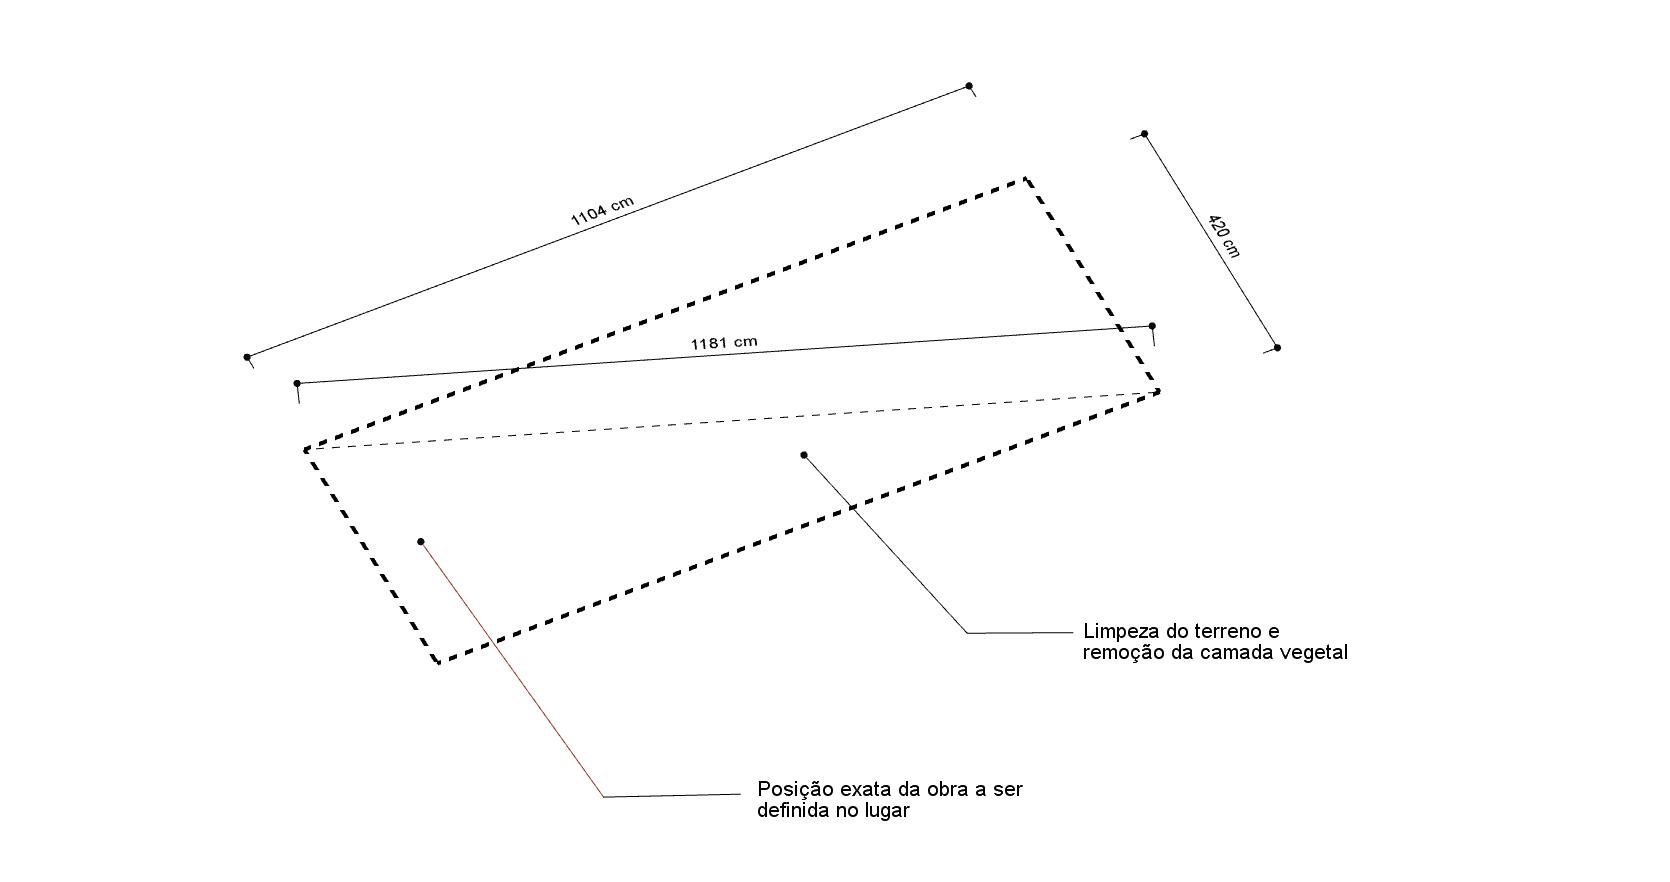 1104 cm
420 cm
1181 cm
Limpeza do terreno e
remoção da camada vegetal
Posição exata da obra a ser
definida no lugar